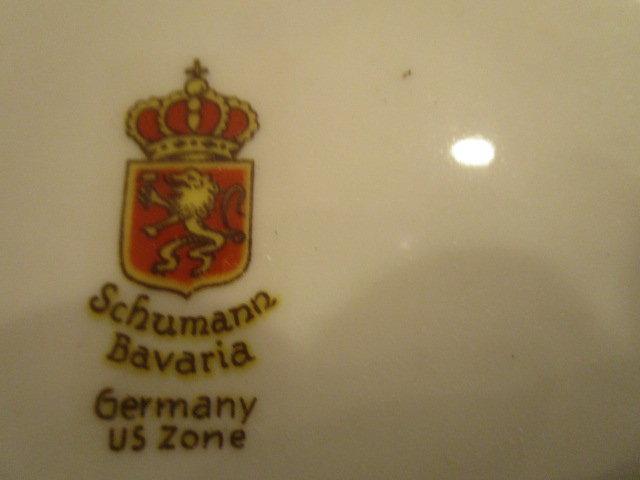 Schumann
Bavaria
Germany
US Zone